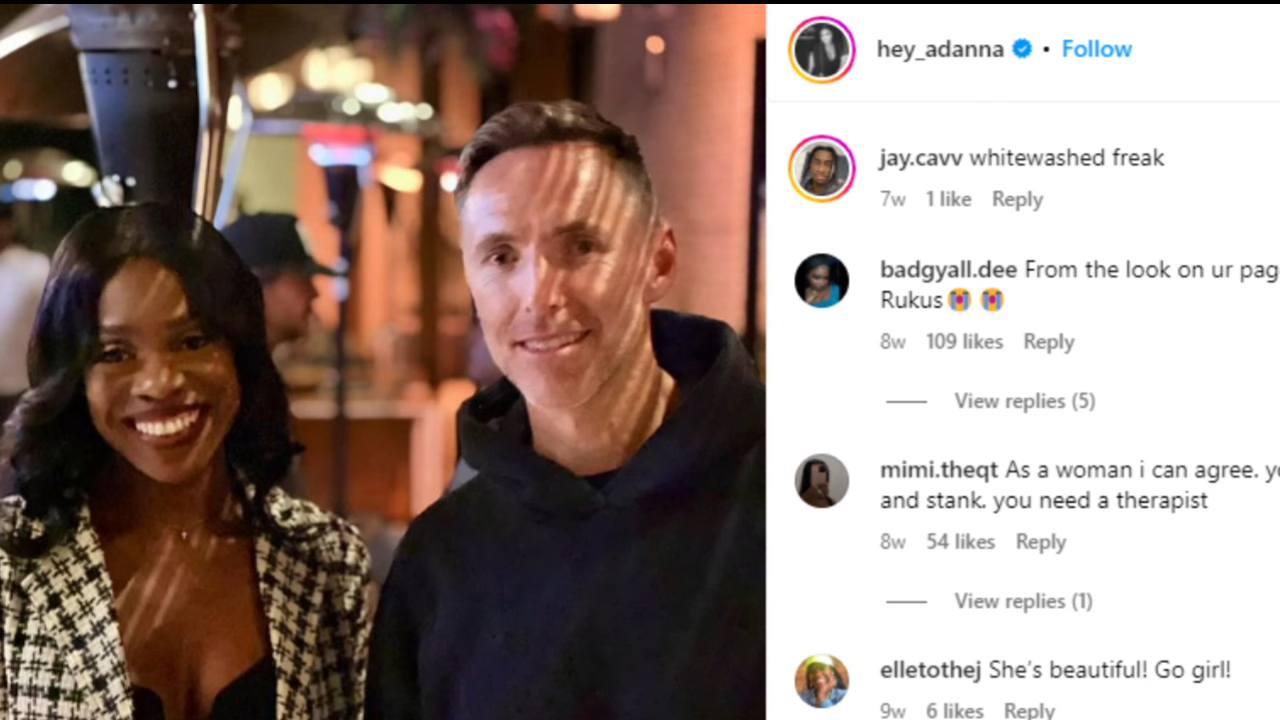 hey_adanna • Follow
jay.cavv whitewashed freak
7w 1 like Reply
badgyall.dee From the look on ur pag
Rukus😭 😭
8w 109 likes Reply
View replies (5)
mimi.theqt As a woman i can agree. yo
and stank. you need a therapist
8w 54 likes Reply
View replies (1)
elletothej She’s beautiful! Go girl!
9w 6 likes Reply